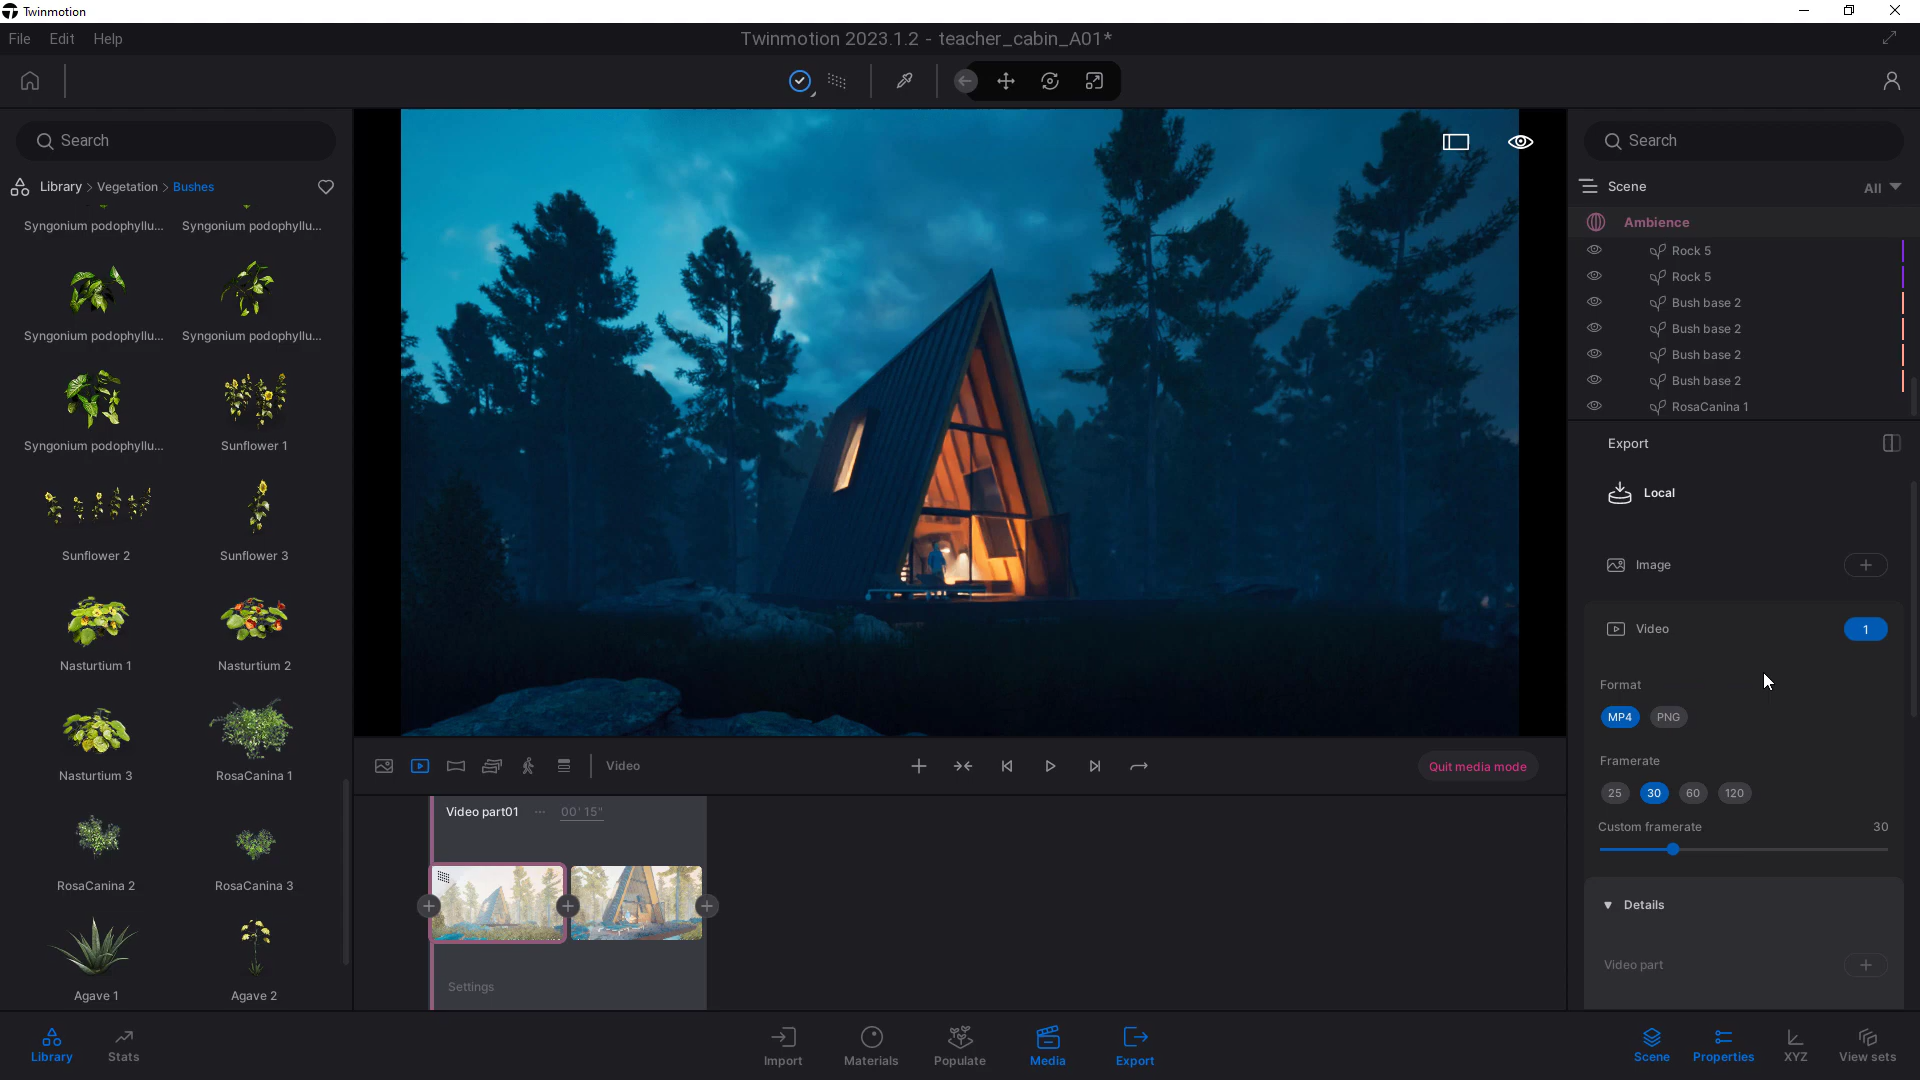 Twinmotion
File Edit Help
Twinmotion 2023.1.2 - teacher_cabin_A01*
Search
Library > Vegetation > Bushes
Syngonium podophyllu... Syngonium podophyllu...
Syngonium podophyllu... Syngonium podophyllu...
Syngonium podophyllu... Sunflower 1
Sunflower 2 Sunflower 3
Nasturtium 1 Nasturtium 2
Nasturtium 3 RosaCanina 1
RosaCanina 2 RosaCanina 3
Agave 1 Agave 2
Video
Quit media mode
Video part01 ... 00' 15"
Settings
Search
Scene All
Ambience
Rock 5
Rock 5
Bush base 2
Bush base 2
Bush base 2
Bush base 2
RosaCanina 1
Export
Local
Image +
Video 1
Format
MP4 PNG
Framerate
25 30 60 120
Custom framerate 30
Details
Video part +
Library Stats Import Materials Populate Media Export Scene Properties XYZ View sets